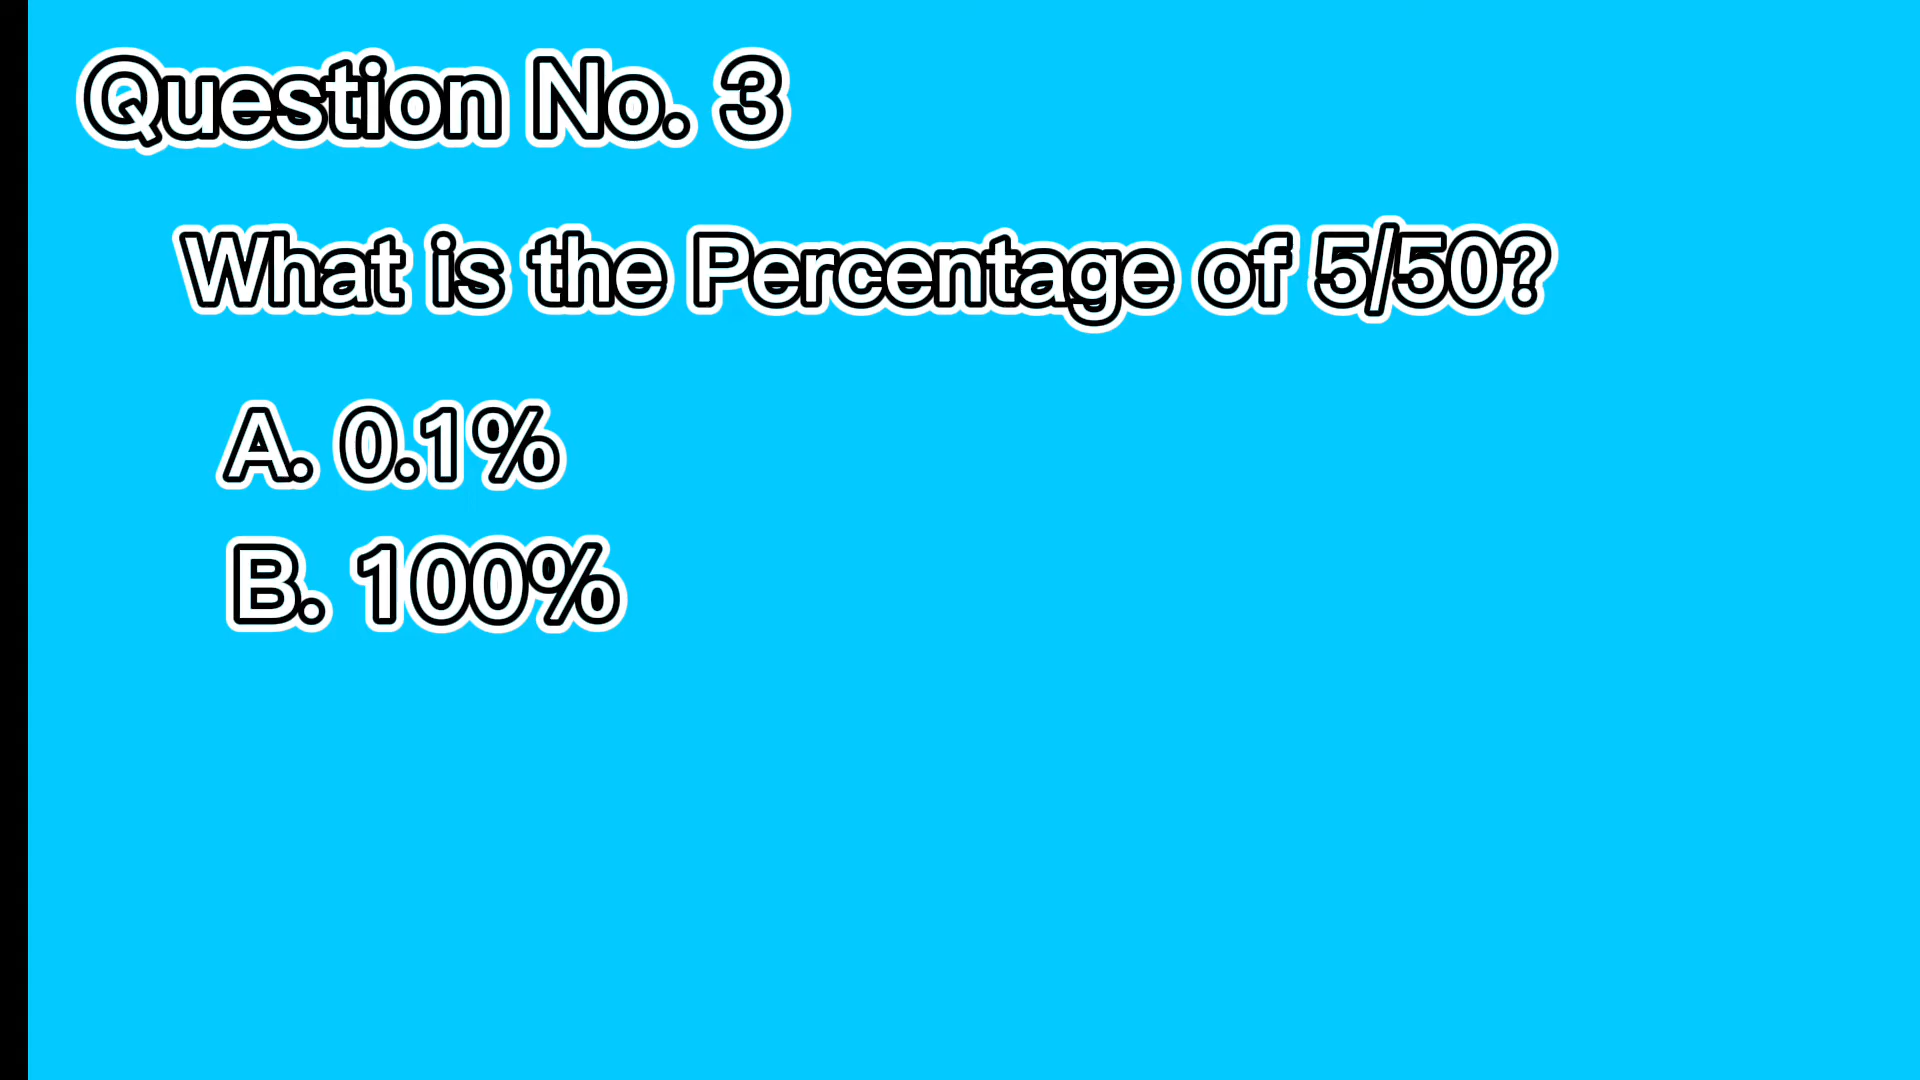 Question No. 3
What is the Percentage of 5/50?
A. 0.1%
B. 100%